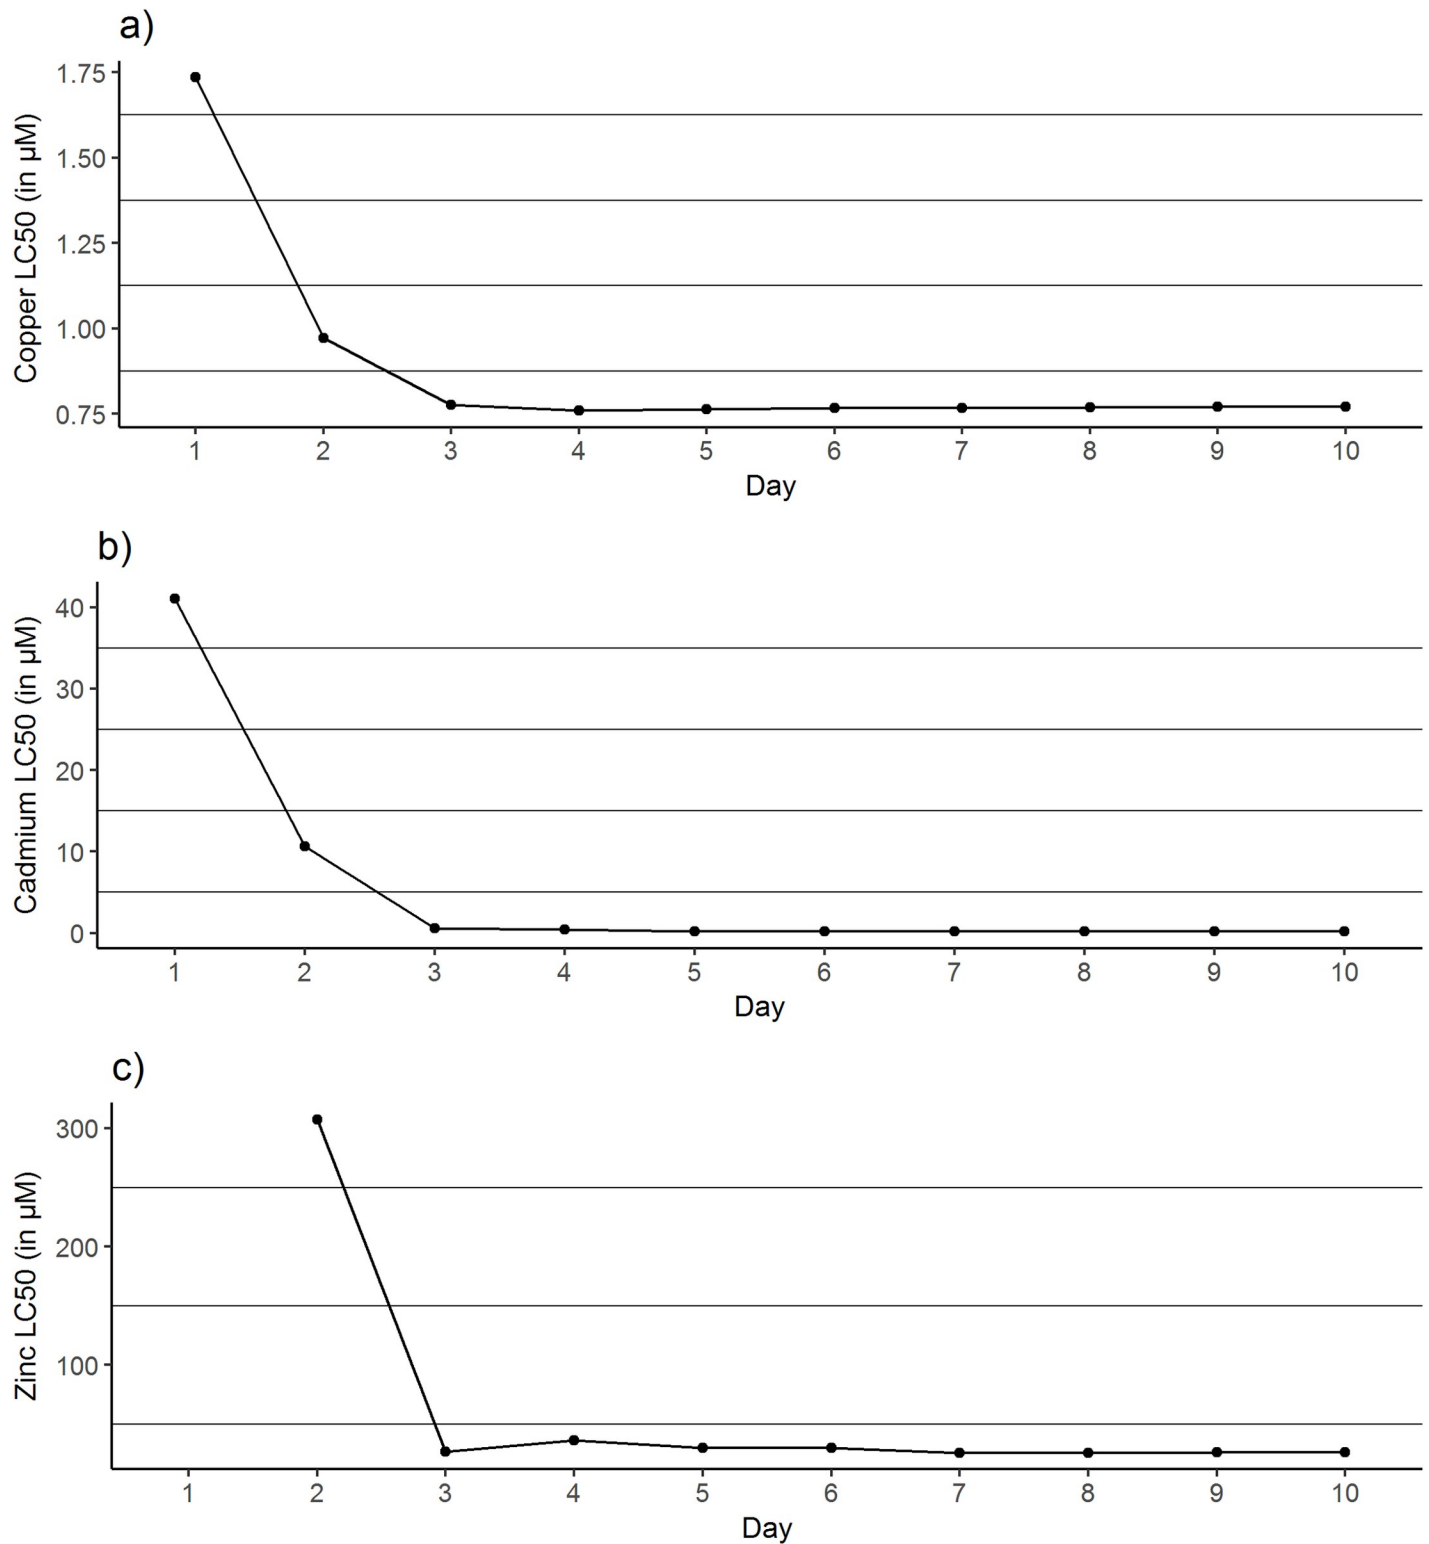 a)
Copper LC50 (in µM)
1.75
1.50
1.25
1.00
0.75
1 2 3 4 5 6 7 8 9 10
Day
b)
Cadmium LC50 (in µM)
40
30
20
10
0
1 2 3 4 5 6 7 8 9 10
Day
c)
Zinc LC50 (in µM)
300
200
100
1 2 3 4 5 6 7 8 9 10
Day